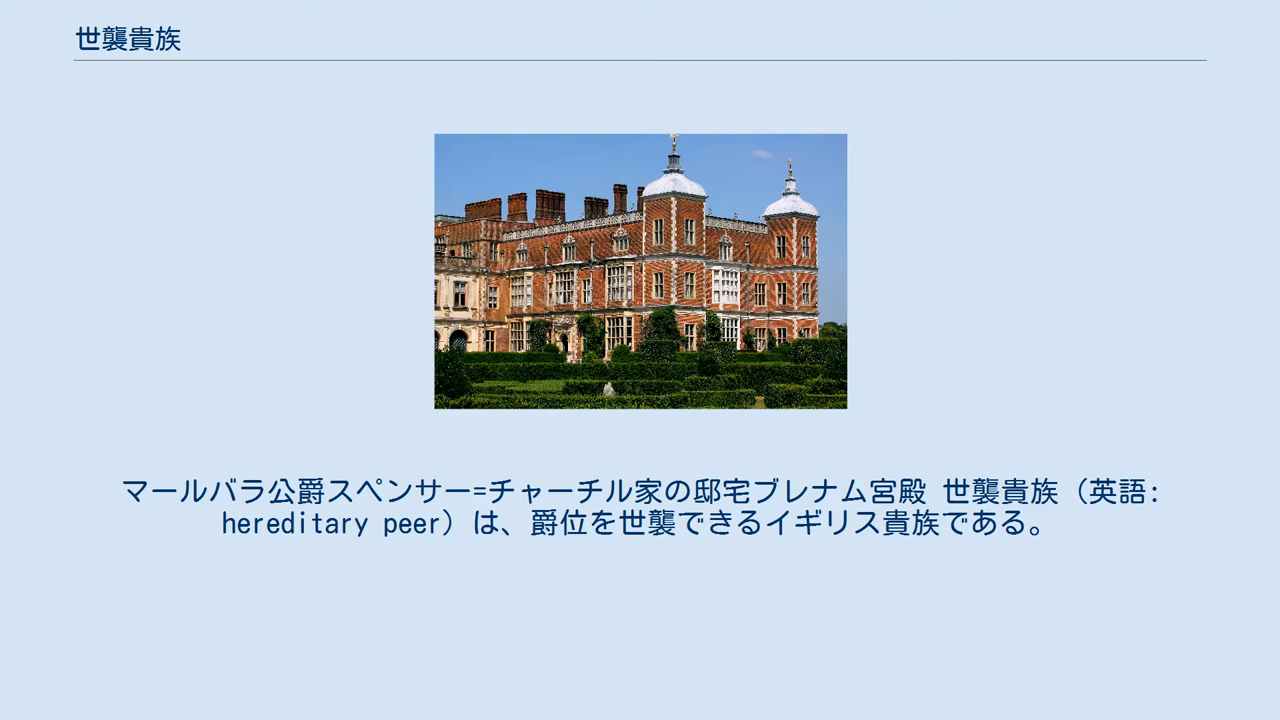 世襲貴族
マールバラ公爵スペンサー=チャーチル家の邸宅ブレナム宮殿 世襲貴族（英語:
hereditary peer）は、爵位を世襲できるイギリス貴族である。